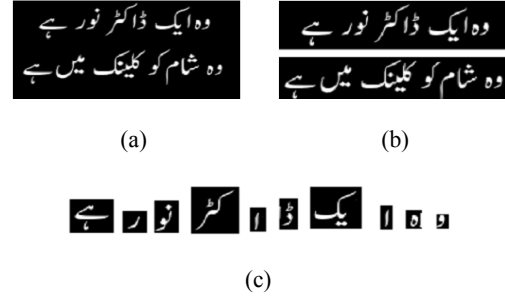 وہ ایک ڈاکٹر نور ہے
وہ شام کو کلینک میں ہے
(a)
وہ ایک ڈاکٹر نور ہے
وہ شام کو کلینک میں ہے
(b)
و ہ ا یک ڈ ا کٹر نو ر ہے
(c)